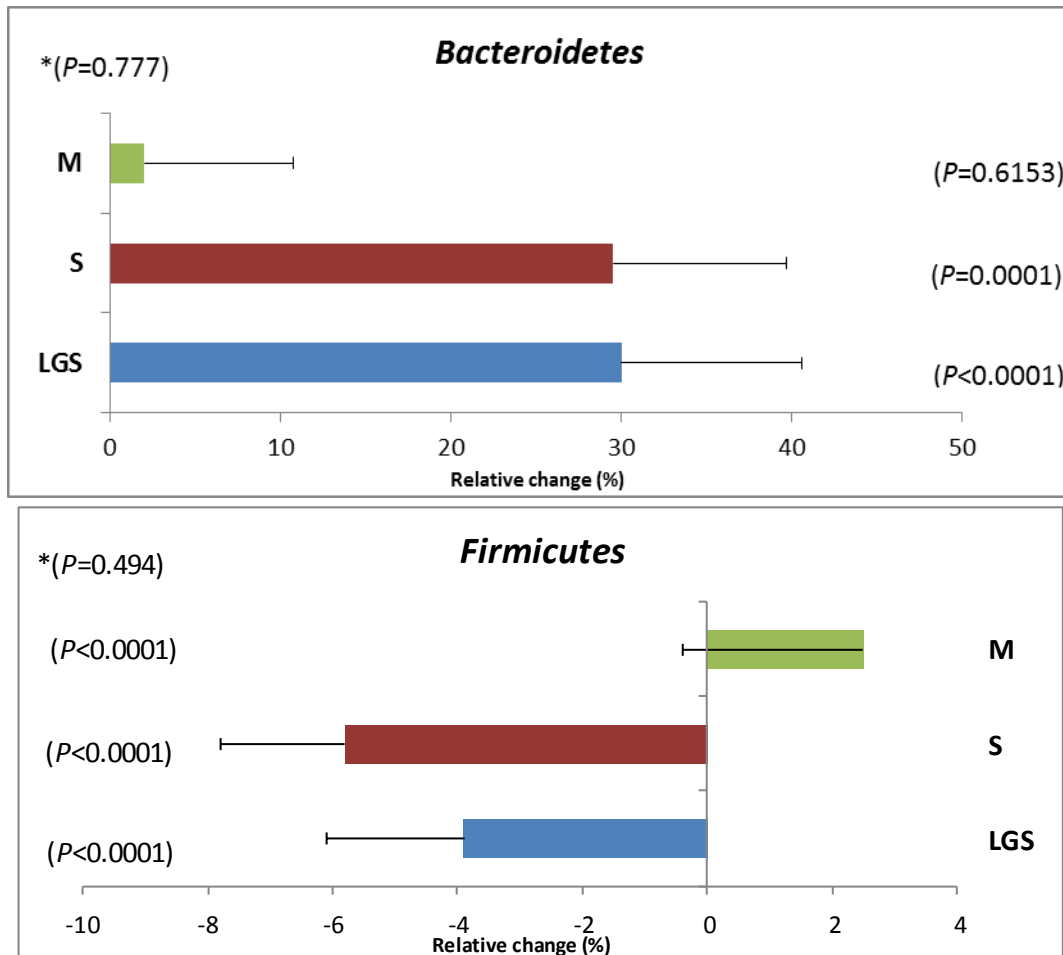 Bacteroidetes
*(P=0.777)
M
(P=0.6153)
S
(P=0.0001)
LGS
(P<0.0001)
0 10 20 30 40 50
Relative change (%)
Firmicutes
*(P=0.494)
(P<0.0001)
M
(P<0.0001)
S
(P<0.0001)
LGS
-10 -8 -6 -4 -2 0 2 4
Relative change (%)